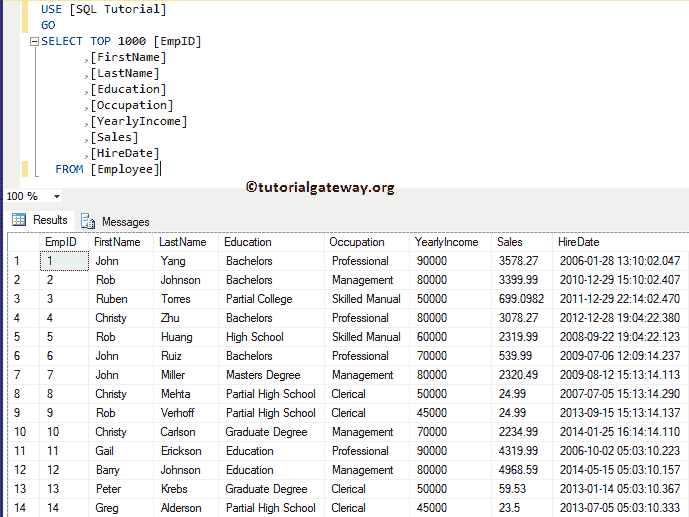 USE [SQL Tutorial]
GO
SELECT TOP 1000 [EmpID]
,[FirstName]
,[LastName]
,[Education]
,[Occupation]
,[YearlyIncome]
,[Sales]
,[HireDate]
FROM [Employee]
©tutorialgateway.org
100 %
Results Messages
EmpID FirstName LastName Education Occupation YearlyIncome Sales HireDate
1 1 John Yang Bachelors Professional 90000 3578.27 2006-01-28 13:10:02.047
2 2 Rob Johnson Bachelors Management 80000 3399.99 2010-12-29 15:10:02.407
3 3 Ruben Torres Partial College Skilled Manual 50000 699.0982 2011-12-29 22:14:02.470
4 4 Christy Zhu Bachelors Professional 80000 3078.27 2012-12-28 19:04:22.380
5 5 Rob Huang High School Skilled Manual 60000 2319.99 2008-09-22 19:04:22.123
6 6 John Ruiz Bachelors Professional 70000 539.99 2009-07-06 12:09:14.237
7 7 John Miller Masters Degree Management 80000 2320.49 2009-08-12 15:13:14.113
8 8 Christy Mehta Partial High School Clerical 50000 24.99 2007-07-05 15:13:14.290
9 9 Rob Verhoff Partial High School Clerical 45000 24.99 2013-09-15 15:13:14.137
10 10 Christy Carlson Graduate Degree Management 70000 2234.99 2014-01-25 16:14:14.110
11 11 Gail Erickson Education Professional 90000 4319.99 2006-10-02 05:03:10.223
12 12 Barry Johnson Education Management 80000 4968.59 2014-05-15 05:03:10.157
13 13 Peter Krebs Graduate Degree Clerical 50000 59.53 2013-01-14 05:03:10.367
14 14 Greg Alderson Partial High School Clerical 45000 23.5 2013-07-05 05:03:10.333